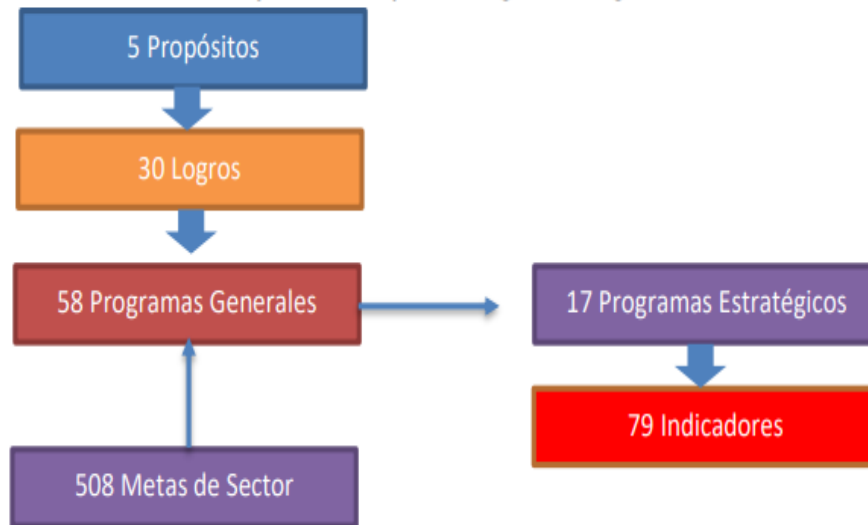 5 Propósitos
30 Logros
58 Programas Generales
17 Programas Estratégicos
79 Indicadores
508 Metas de Sector